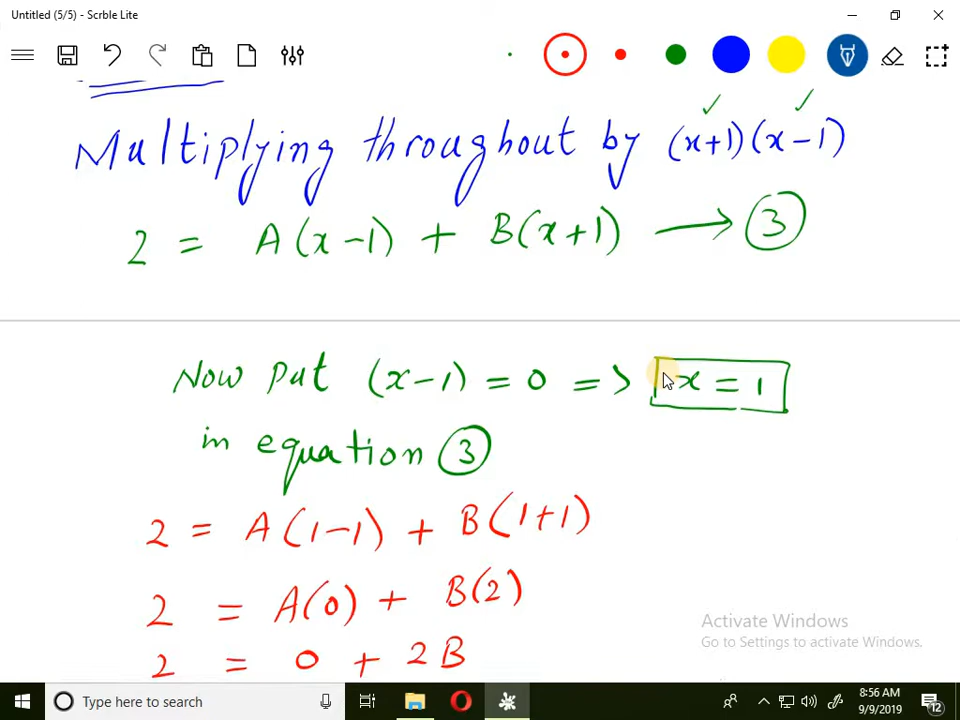 Untitled (5/5) - Scrble Lite
Multiplying throughout by (x+1)(x-1)
2 = A(x-1) + B(x+1) → 3
Now put (x-1) = 0 => x = 1
in equation 3
2 = A(1-1) + B(1+1)
2 = A(0) + B(2)
2 = 0 + 2B
Activate Windows
Go to Settings to activate Windows.
Type here to search
8:56 AM
9/9/2019
12